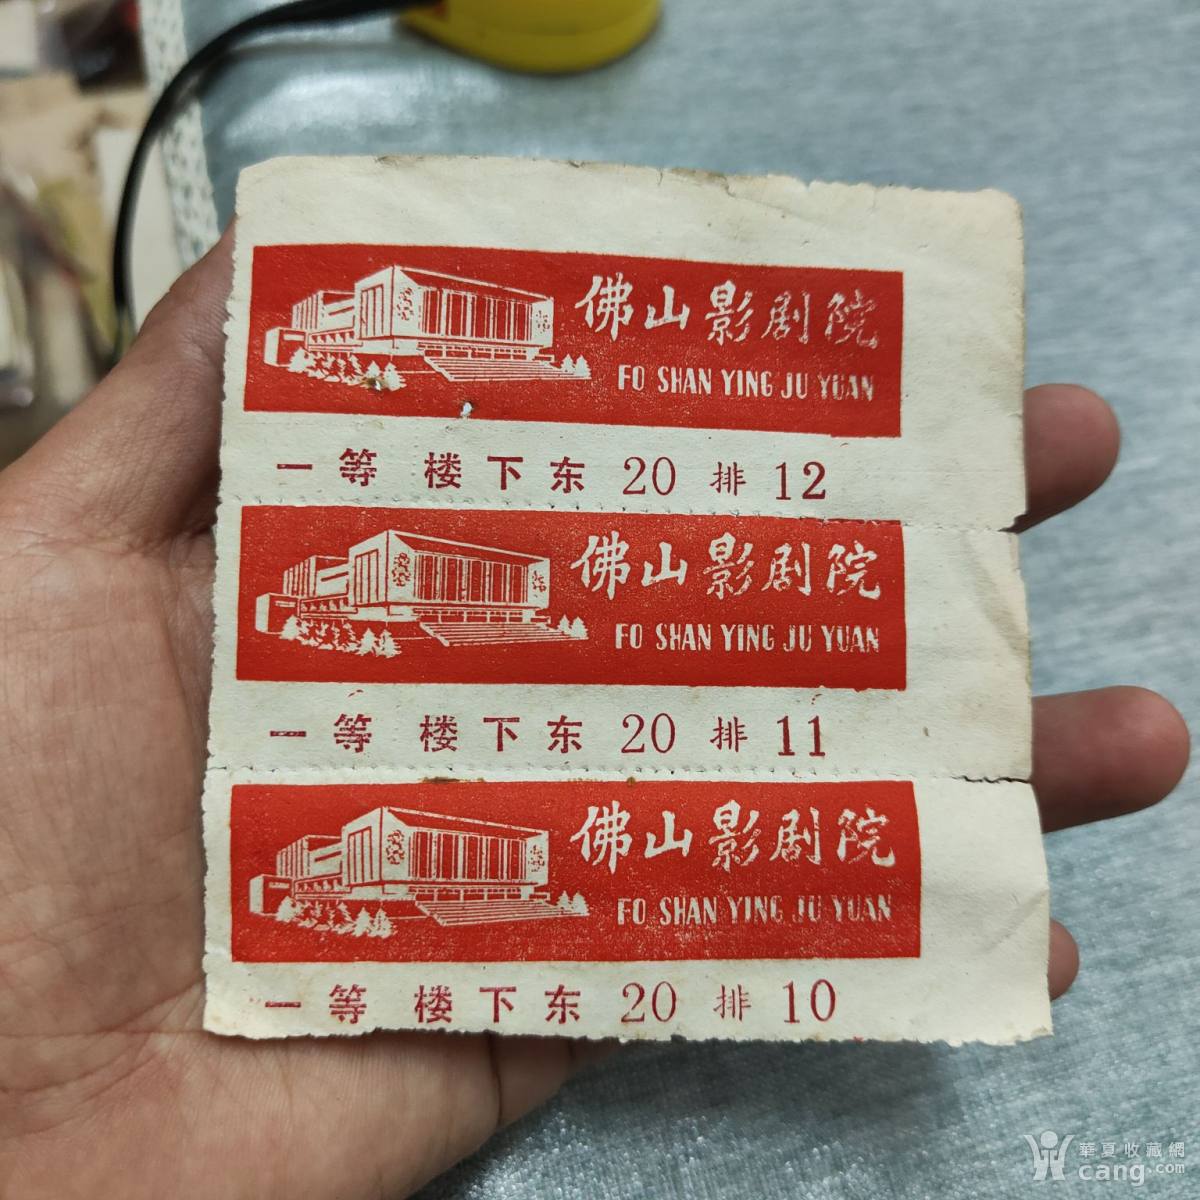 佛山影剧院
FO SHAN YING JU YUAN
一等 楼下东 20 排 12
佛山影剧院
FO SHAN YING JU YUAN
一等 楼下东 20 排 11
佛山影剧院
FO SHAN YING JU YUAN
一等 楼下东 20 排 10
華夏收藏網
cang.com